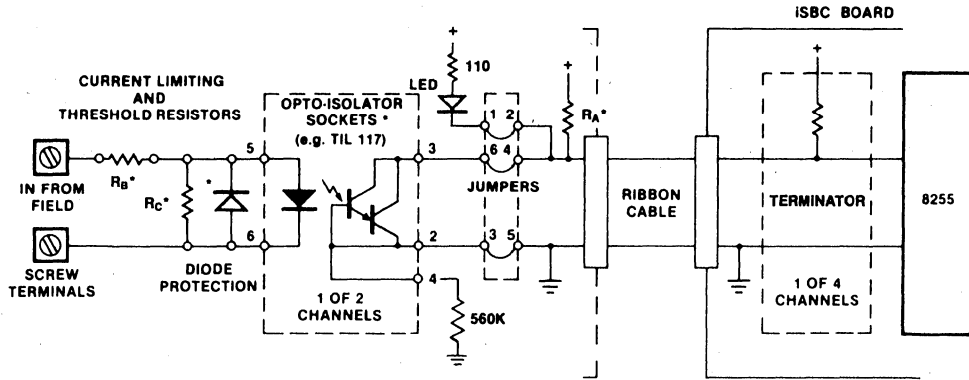 iSBC BOARD
CURRENT LIMITING
AND
THRESHOLD RESISTORS
OPTO-ISOLATOR
SOCKETS *
(e.g. TIL 117)
+
110
LED
+
RA*
+
1 2
6 4
JUMPERS
3 5
5
3
IN FROM
FIELD
RB*
RC*
*
6
2
4
SCREW
TERMINALS
DIODE
PROTECTION
1 OF 2
CHANNELS
560K
RIBBON
CABLE
TERMINATOR
1 OF 4
CHANNELS
8255